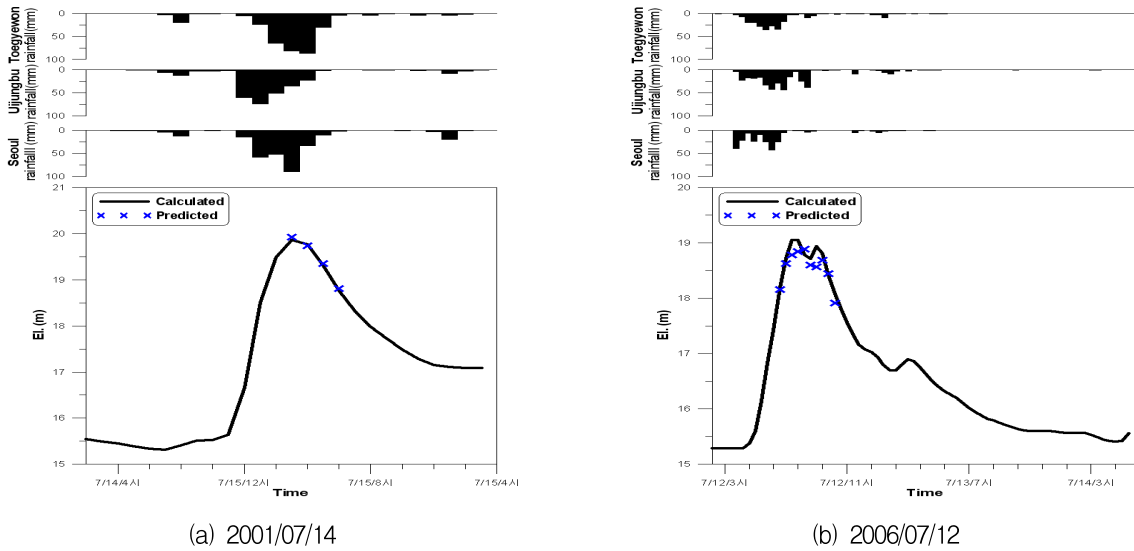 Toegyewon
rainfall(mm)
0
50
100
Uijungbu
rainfall(mm)
0
50
100
Seoul
rainfalll (mm)
0
50
100
21
20
19
18
17
16
15
El. (m)
Calculated
Predicted
7/14/4시
7/15/12시
7/15/8시
7/15/4시
Time
(a) 2001/07/14
Toegyewon
rainfall(mm)
0
50
100
Uijungbu
rainfall(mm)
0
50
100
Seoul
rainfalll (mm)
0
50
100
20
19
18
17
16
15
El. (m)
Calculated
Predicted
7/12/3시
7/12/11시
7/13/7시
7/14/3시
Time
(b) 2006/07/12